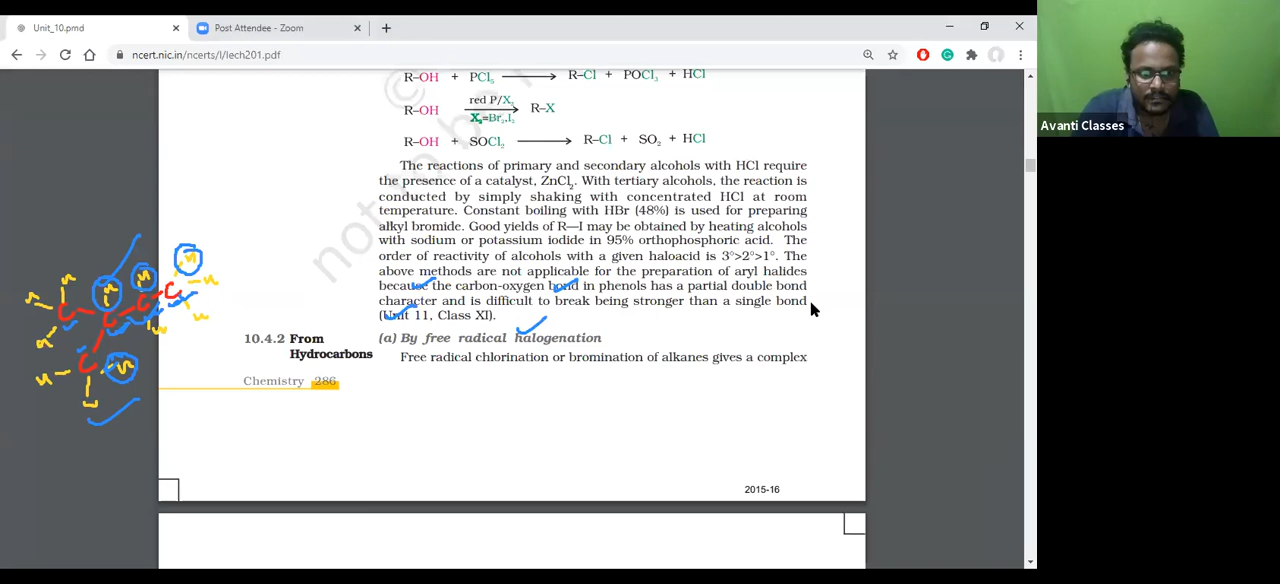 Unit_10.pmd
Post Attendee - Zoom
ncert.nic.in/ncerts/l/lech201.pdf
Avanti Classes
R–OH + PCl5 → R–Cl + POCl3 + HCl
R–OH red P/X2 → R–X
X2=Br2,I2
R–OH + SOCl2 → R–Cl + SO2 + HCl
The reactions of primary and secondary alcohols with HCl require
the presence of a catalyst, ZnCl2. With tertiary alcohols, the reaction is
conducted by simply shaking with concentrated HCl at room
temperature. Constant boiling with HBr (48%) is used for preparing
alkyl bromide. Good yields of R—I may be obtained by heating alcohols
with sodium or potassium iodide in 95% orthophosphoric acid. The
order of reactivity of alcohols with a given haloacid is 3°>2°>1°. The
above methods are not applicable for the preparation of aryl halides
because the carbon-oxygen bond in phenols has a partial double bond
character and is difficult to break being stronger than a single bond
(Unit 11, Class XI).
10.4.2 From
Hydrocarbons
(a) By free radical halogenation
Free radical chlorination or bromination of alkanes gives a complex
Chemistry 286
2015-16
not to be
©
C C C C C